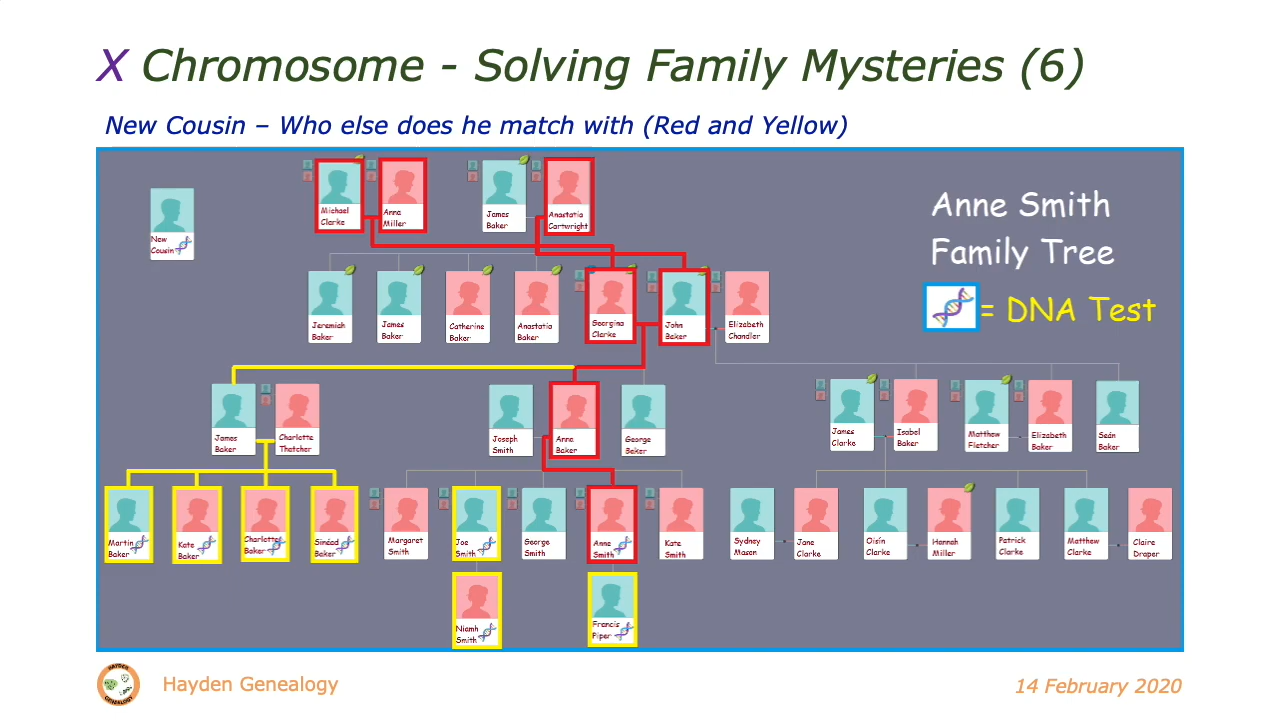 X Chromosome - Solving Family Mysteries (6)
New Cousin – Who else does he match with (Red and Yellow)
Anne Smith
Family Tree
= DNA Test
New
Cousin
Michael
Clarke
Anna
Miller
James
Baker
Anastatia
Cartwright
Jeremiah
Baker
James
Baker
Catherine
Baker
Anastatia
Baker
Georgina
Clarke
John
Baker
Elizabeth
Chandler
James
Baker
Charlotte
Thatcher
Joseph
Smith
Anna
Baker
George
Baker
James
Clarke
Isabel
Baker
Matthew
Fletcher
Elizabeth
Baker
Seán
Baker
Martin
Baker
Kate
Baker
Charlotte
Baker
Sinéad
Baker
Margaret
Smith
Joe
Smith
George
Smith
Anne
Smith
Kate
Smith
Sydney
Mason
Jane
Clarke
Oisín
Clarke
Hannah
Miller
Patrick
Clarke
Matthew
Clarke
Claire
Draper
Niamh
Smith
Francis
Piper
HAYDEN
GENEALOGY
Hayden Genealogy
14 February 2020